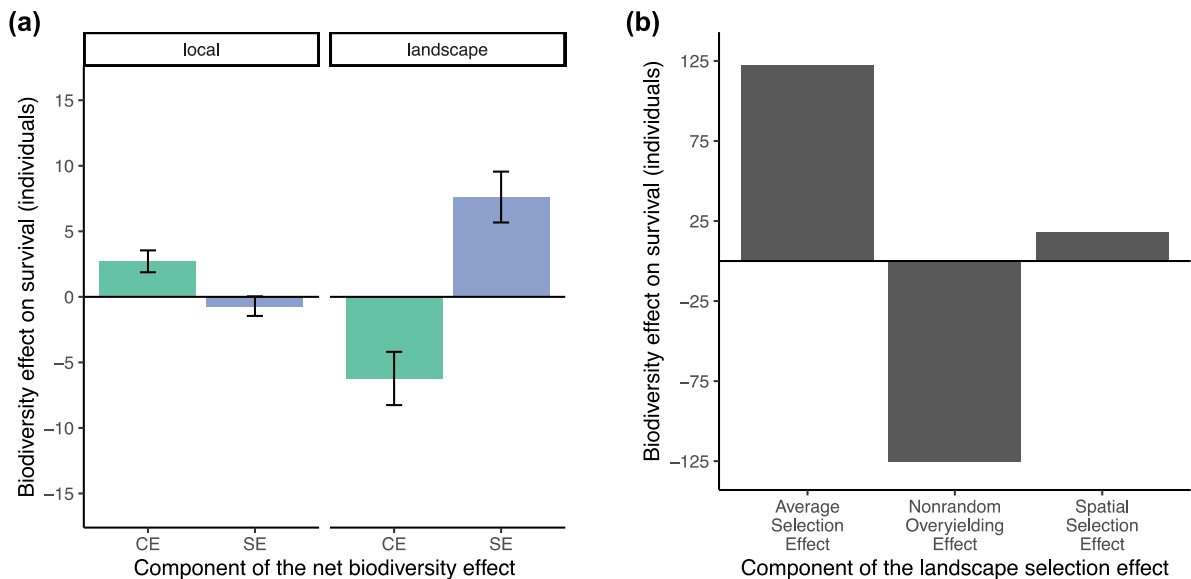 (a)
local
landscape
Biodiversity effect on survival (individuals)
15
10
5
0
−5
−10
−15
CE
SE
CE
SE
Component of the net biodiversity effect
(b)
Biodiversity effect on survival (individuals)
125
75
25
−25
−75
−125
Average
Selection
Effect
Nonrandom
Overyielding
Effect
Spatial
Selection
Effect
Component of the landscape selection effect